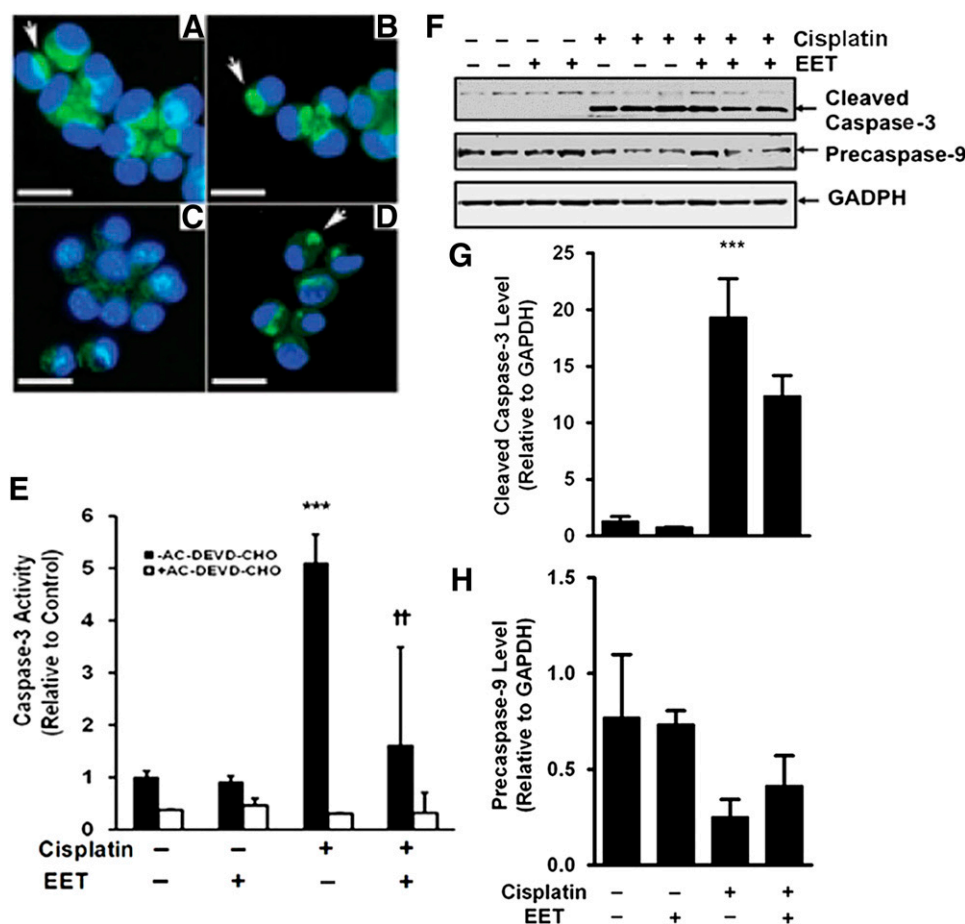 A
B
C
D
F
– – – – + + + + + + Cisplatin
– – + + – – – + + + EET
Cleaved
Caspase-3
Precaspase-9
GADPH
G
***
25
20
15
10
5
0
Cleaved Caspase-3 Level
(Relative to GAPDH)
E
***
††
6
5
4
3
2
1
0
Caspase-3 Activity
(Relative to Control)
-AC-DEVD-CHO
+AC-DEVD-CHO
Cisplatin – – + +
EET – + – +
H
1.5
1.0
0.5
0.0
Precaspase-9 Level
(Relative to GAPDH)
Cisplatin – – + +
EET – + – +